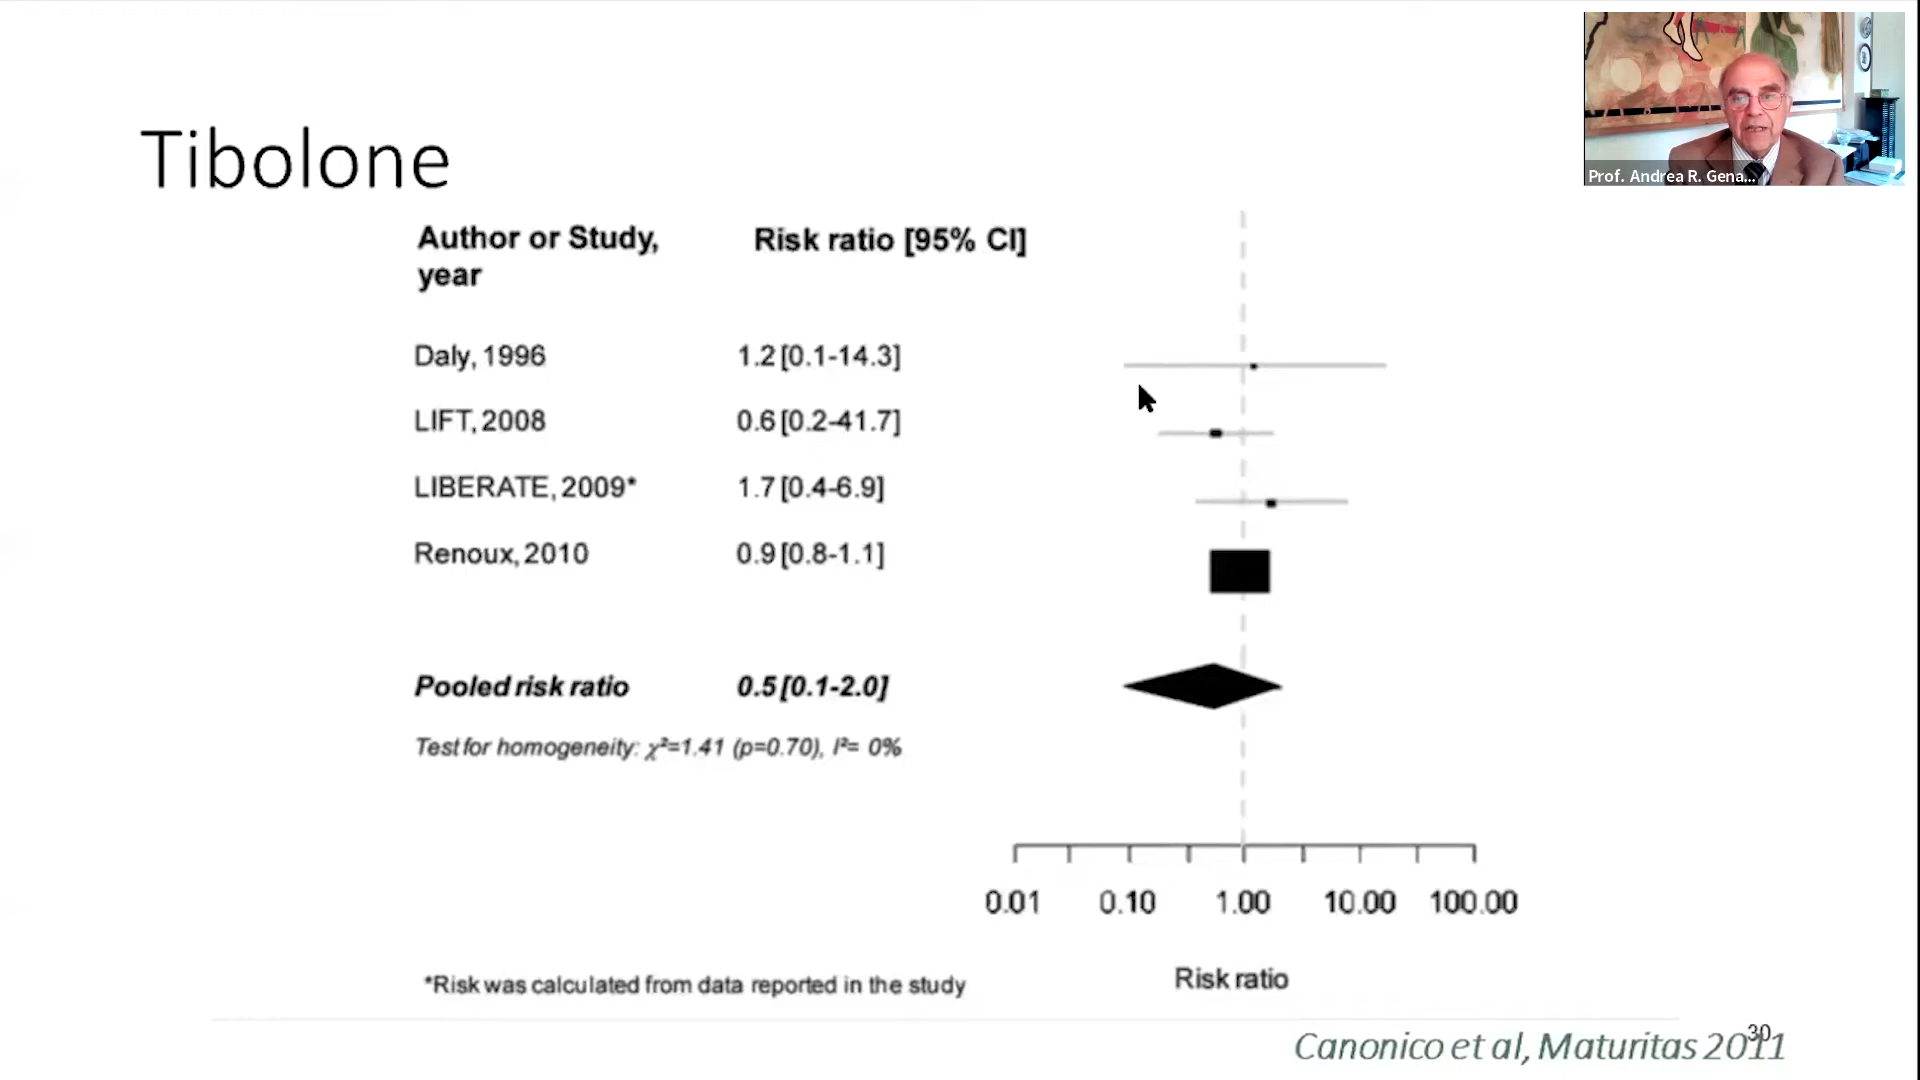 Prof. Andrea R. Gena...
Tibolone
Author or Study, year
Risk ratio [95% CI]
Daly, 1996 1.2 [0.1-14.3]
LIFT, 2008 0.6 [0.2-41.7]
LIBERATE, 2009* 1.7 [0.4-6.9]
Renoux, 2010 0.9 [0.8-1.1]
Pooled risk ratio 0.5 [0.1-2.0]
Test for homogeneity: χ²=1.41 (p=0.70), I²= 0%
0.01 0.10 1.00 10.00 100.00
Risk ratio
*Risk was calculated from data reported in the study
30
Canonico et al, Maturitas 2011